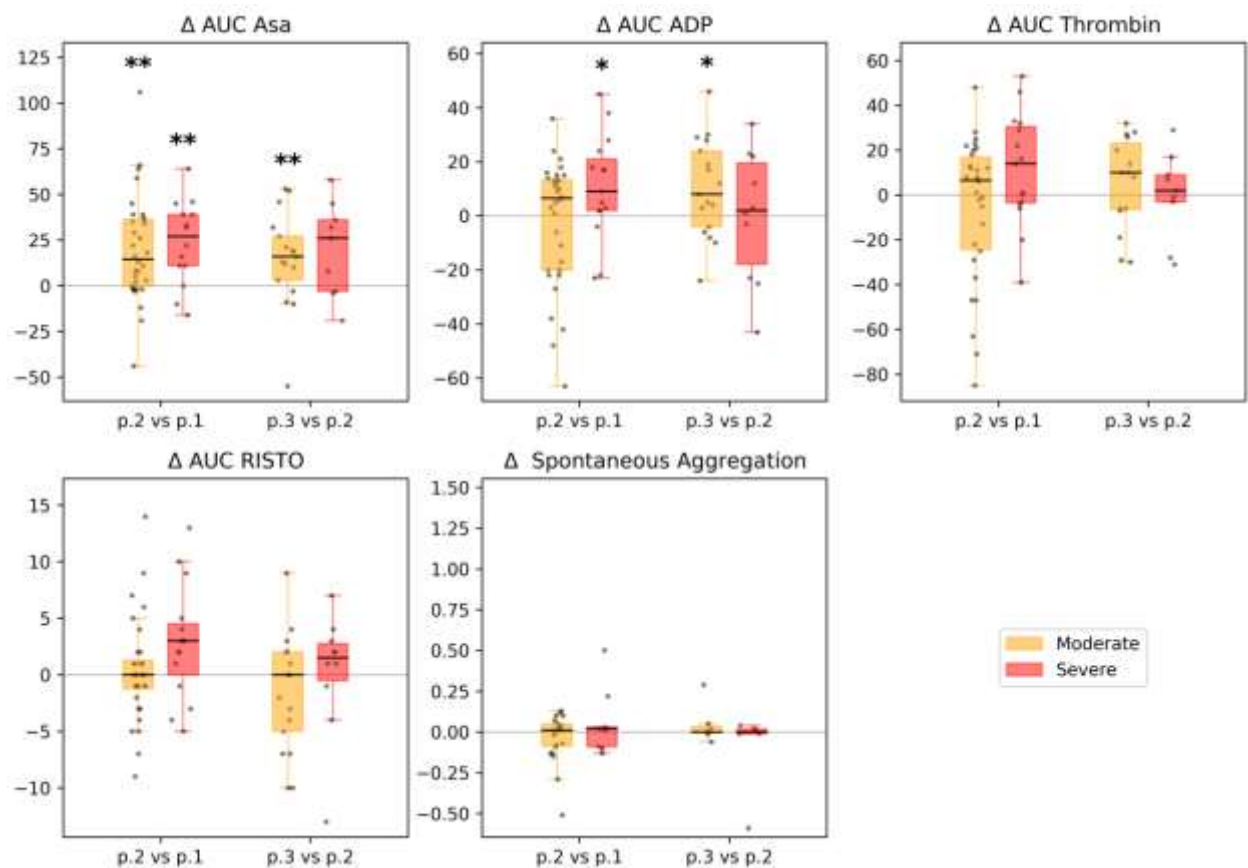 Δ AUC Asa
125
100
75
50
25
0
−25
−50
**
**
**
p.2 vs p.1
p.3 vs p.2
Δ AUC ADP
60
40
20
0
−20
−40
−60
*
*
p.2 vs p.1
p.3 vs p.2
Δ AUC Thrombin
60
40
20
0
−20
−40
−60
−80
p.2 vs p.1
p.3 vs p.2
Δ AUC RISTO
15
10
5
0
−5
−10
p.2 vs p.1
p.3 vs p.2
Δ Spontaneous Aggregation
1.50
1.25
1.00
0.75
0.50
0.25
0.00
−0.25
−0.50
p.2 vs p.1
p.3 vs p.2
Moderate
Severe